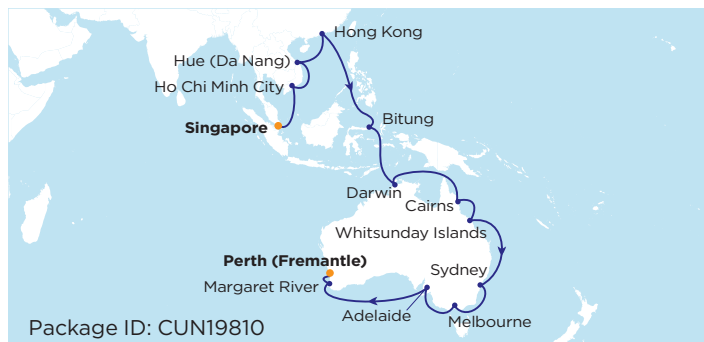 Hong Kong
Hue (Da Nang)
Ho Chi Minh City
Singapore
Bitung
Darwin
Cairns
Whitsunday Islands
Perth (Fremantle)
Sydney
Margaret River
Adelaide
Melbourne
Package ID: CUN19810